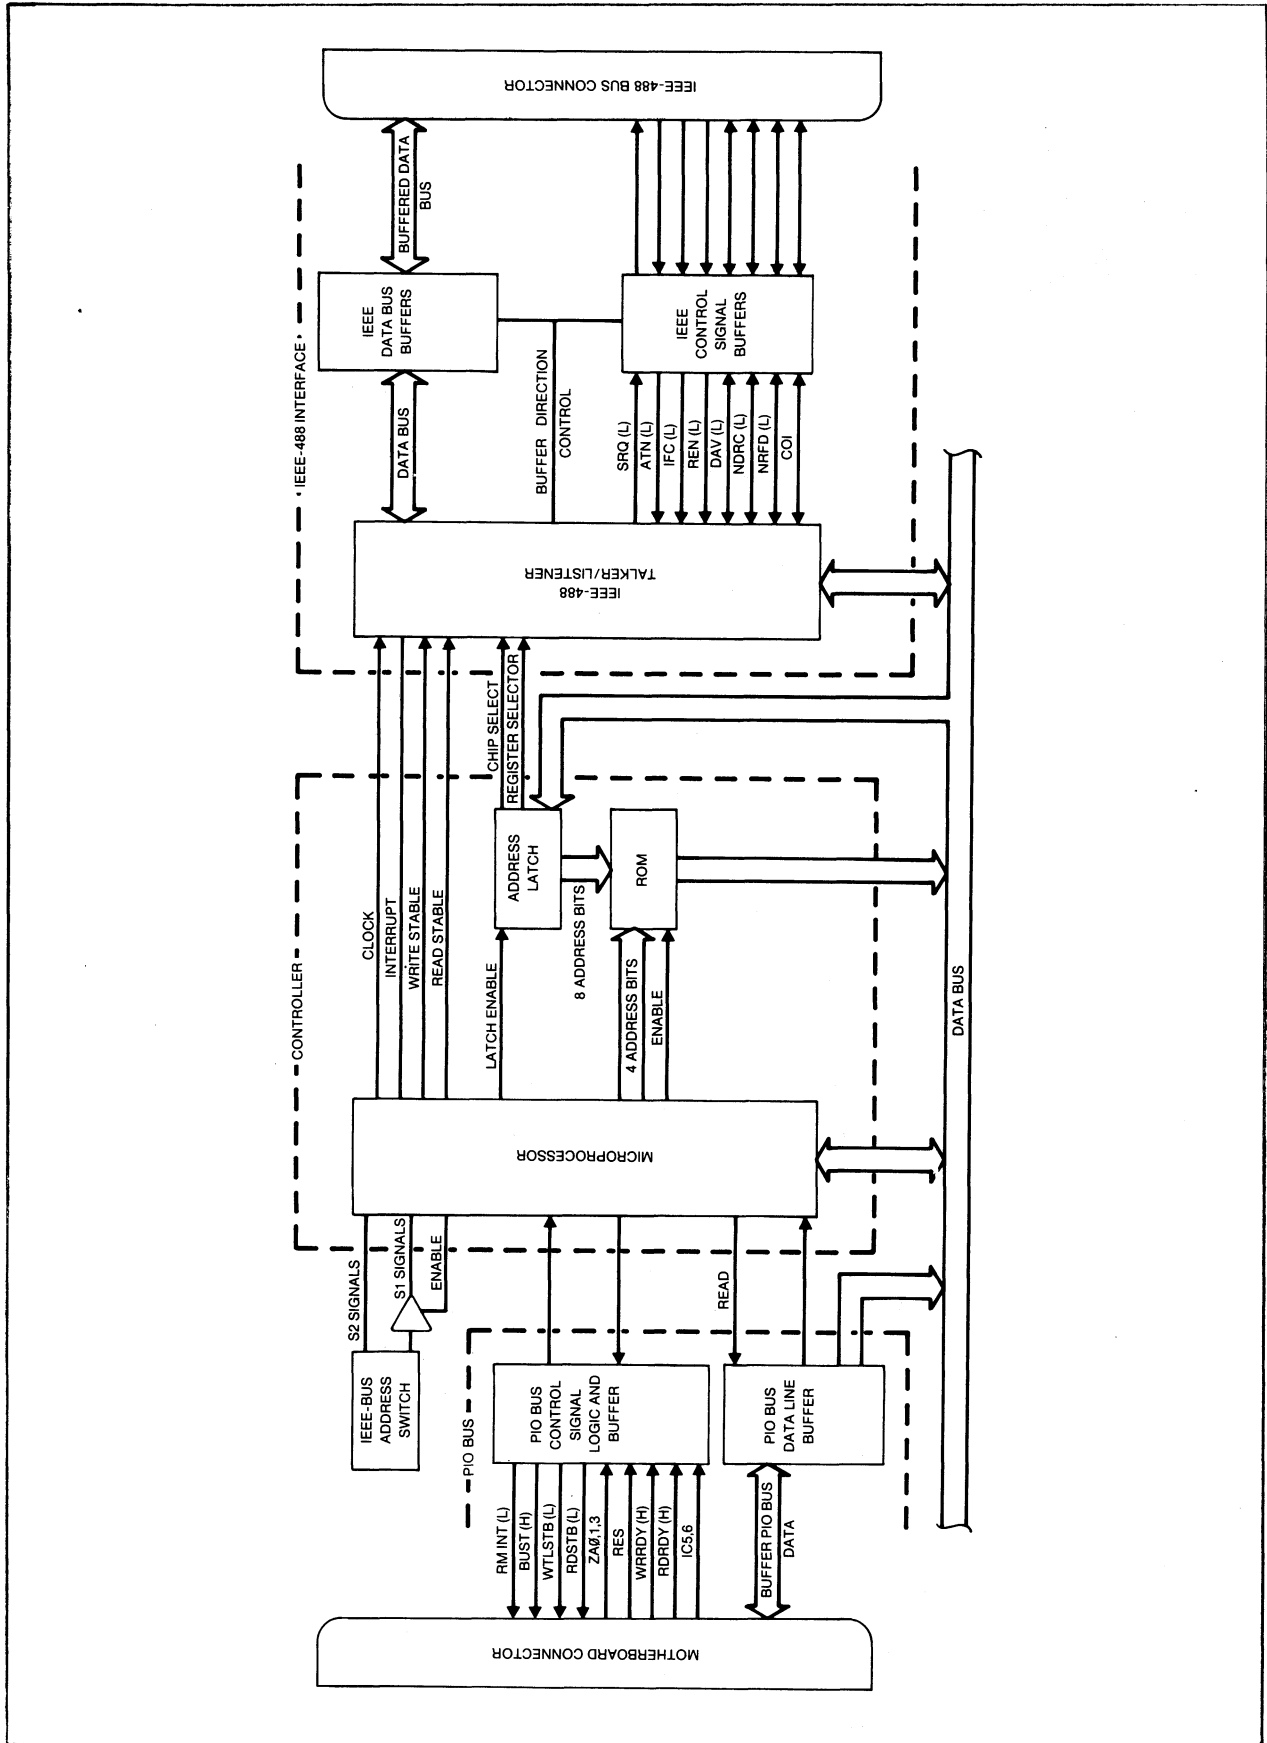 MOTHERBOARD CONNECTOR
RM INT (L)
BUST (H)
WTLSTB (L)
RDSTB (L)
ZAØ,1,3
RES
WRRDY (H)
RDRDY (H)
IC5,6
BUFFER PIO BUS
DATA
PIO BUS
IEEE-BUS
ADDRESS
SWITCH
PIO BUS
CONTROL
SIGNAL
LOGIC AND
BUFFER
PIO BUS
DATA LINE
BUFFER
S2 SIGNALS
S1 SIGNALS
ENABLE
READ
CONTROLLER
MICROPROCESSOR
CLOCK
INTERRUPT
WRITE STABLE
READ STABLE
LATCH ENABLE
8 ADDRESS BITS
4 ADDRESS BITS
ENABLE
ADDRESS
LATCH
ROM
CHIP SELECT
REGISTER SELECTOR
DATA BUS
IEEE-488 INTERFACE
IEEE-488
TALKER/LISTENER
DATA BUS
BUFFER DIRECTION
CONTROL
SRQ (L)
ATN (L)
IFC (L)
REN (L)
DAV (L)
NDRC (L)
NRFD (L)
COI
IEEE
DATA BUS
BUFFERS
IEEE
CONTROL
SIGNAL
BUFFERS
BUFFERED DATA
BUS
IEEE-488 BUS CONNECTOR